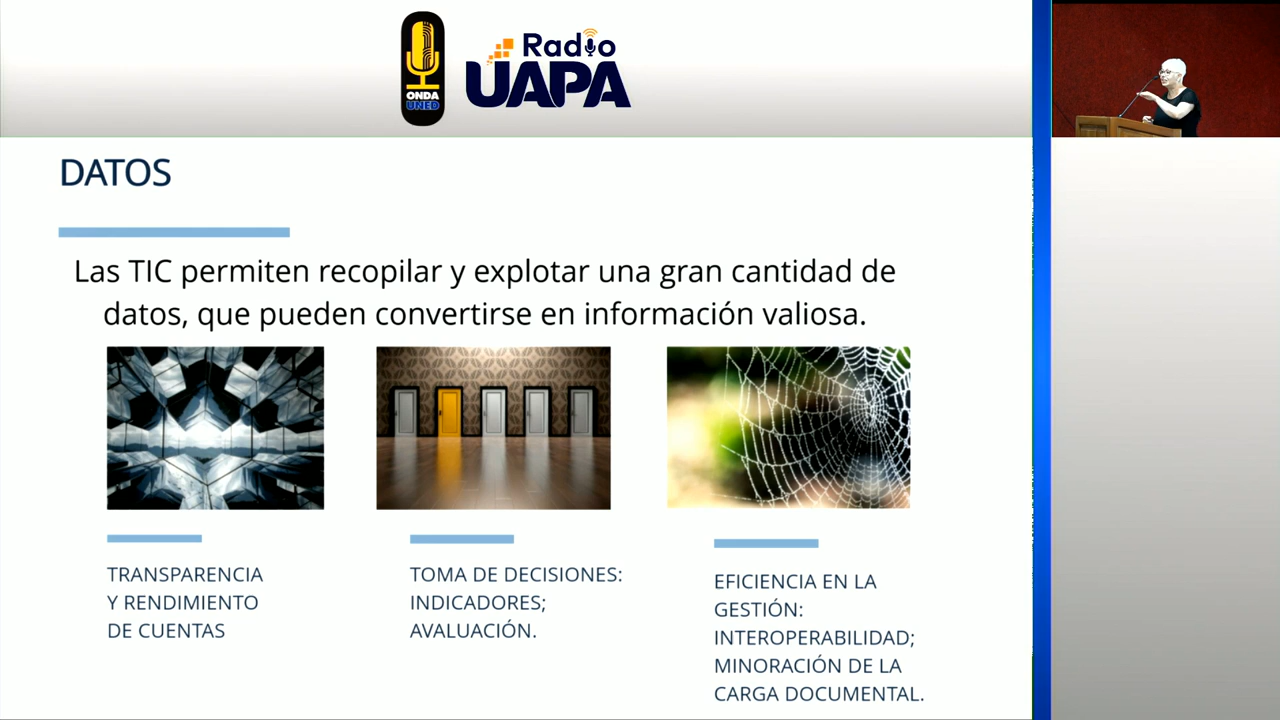 ONDA
UNED
Radio
UAPA
DATOS
Las TIC permiten recopilar y explotar una gran cantidad de
datos, que pueden convertirse en información valiosa.
TRANSPARENCIA
Y RENDIMIENTO
DE CUENTAS
TOMA DE DECISIONES:
INDICADORES;
AVALUACIÓN.
EFICIENCIA EN LA
GESTIÓN:
INTEROPERABILIDAD;
MINORACIÓN DE LA
CARGA DOCUMENTAL.